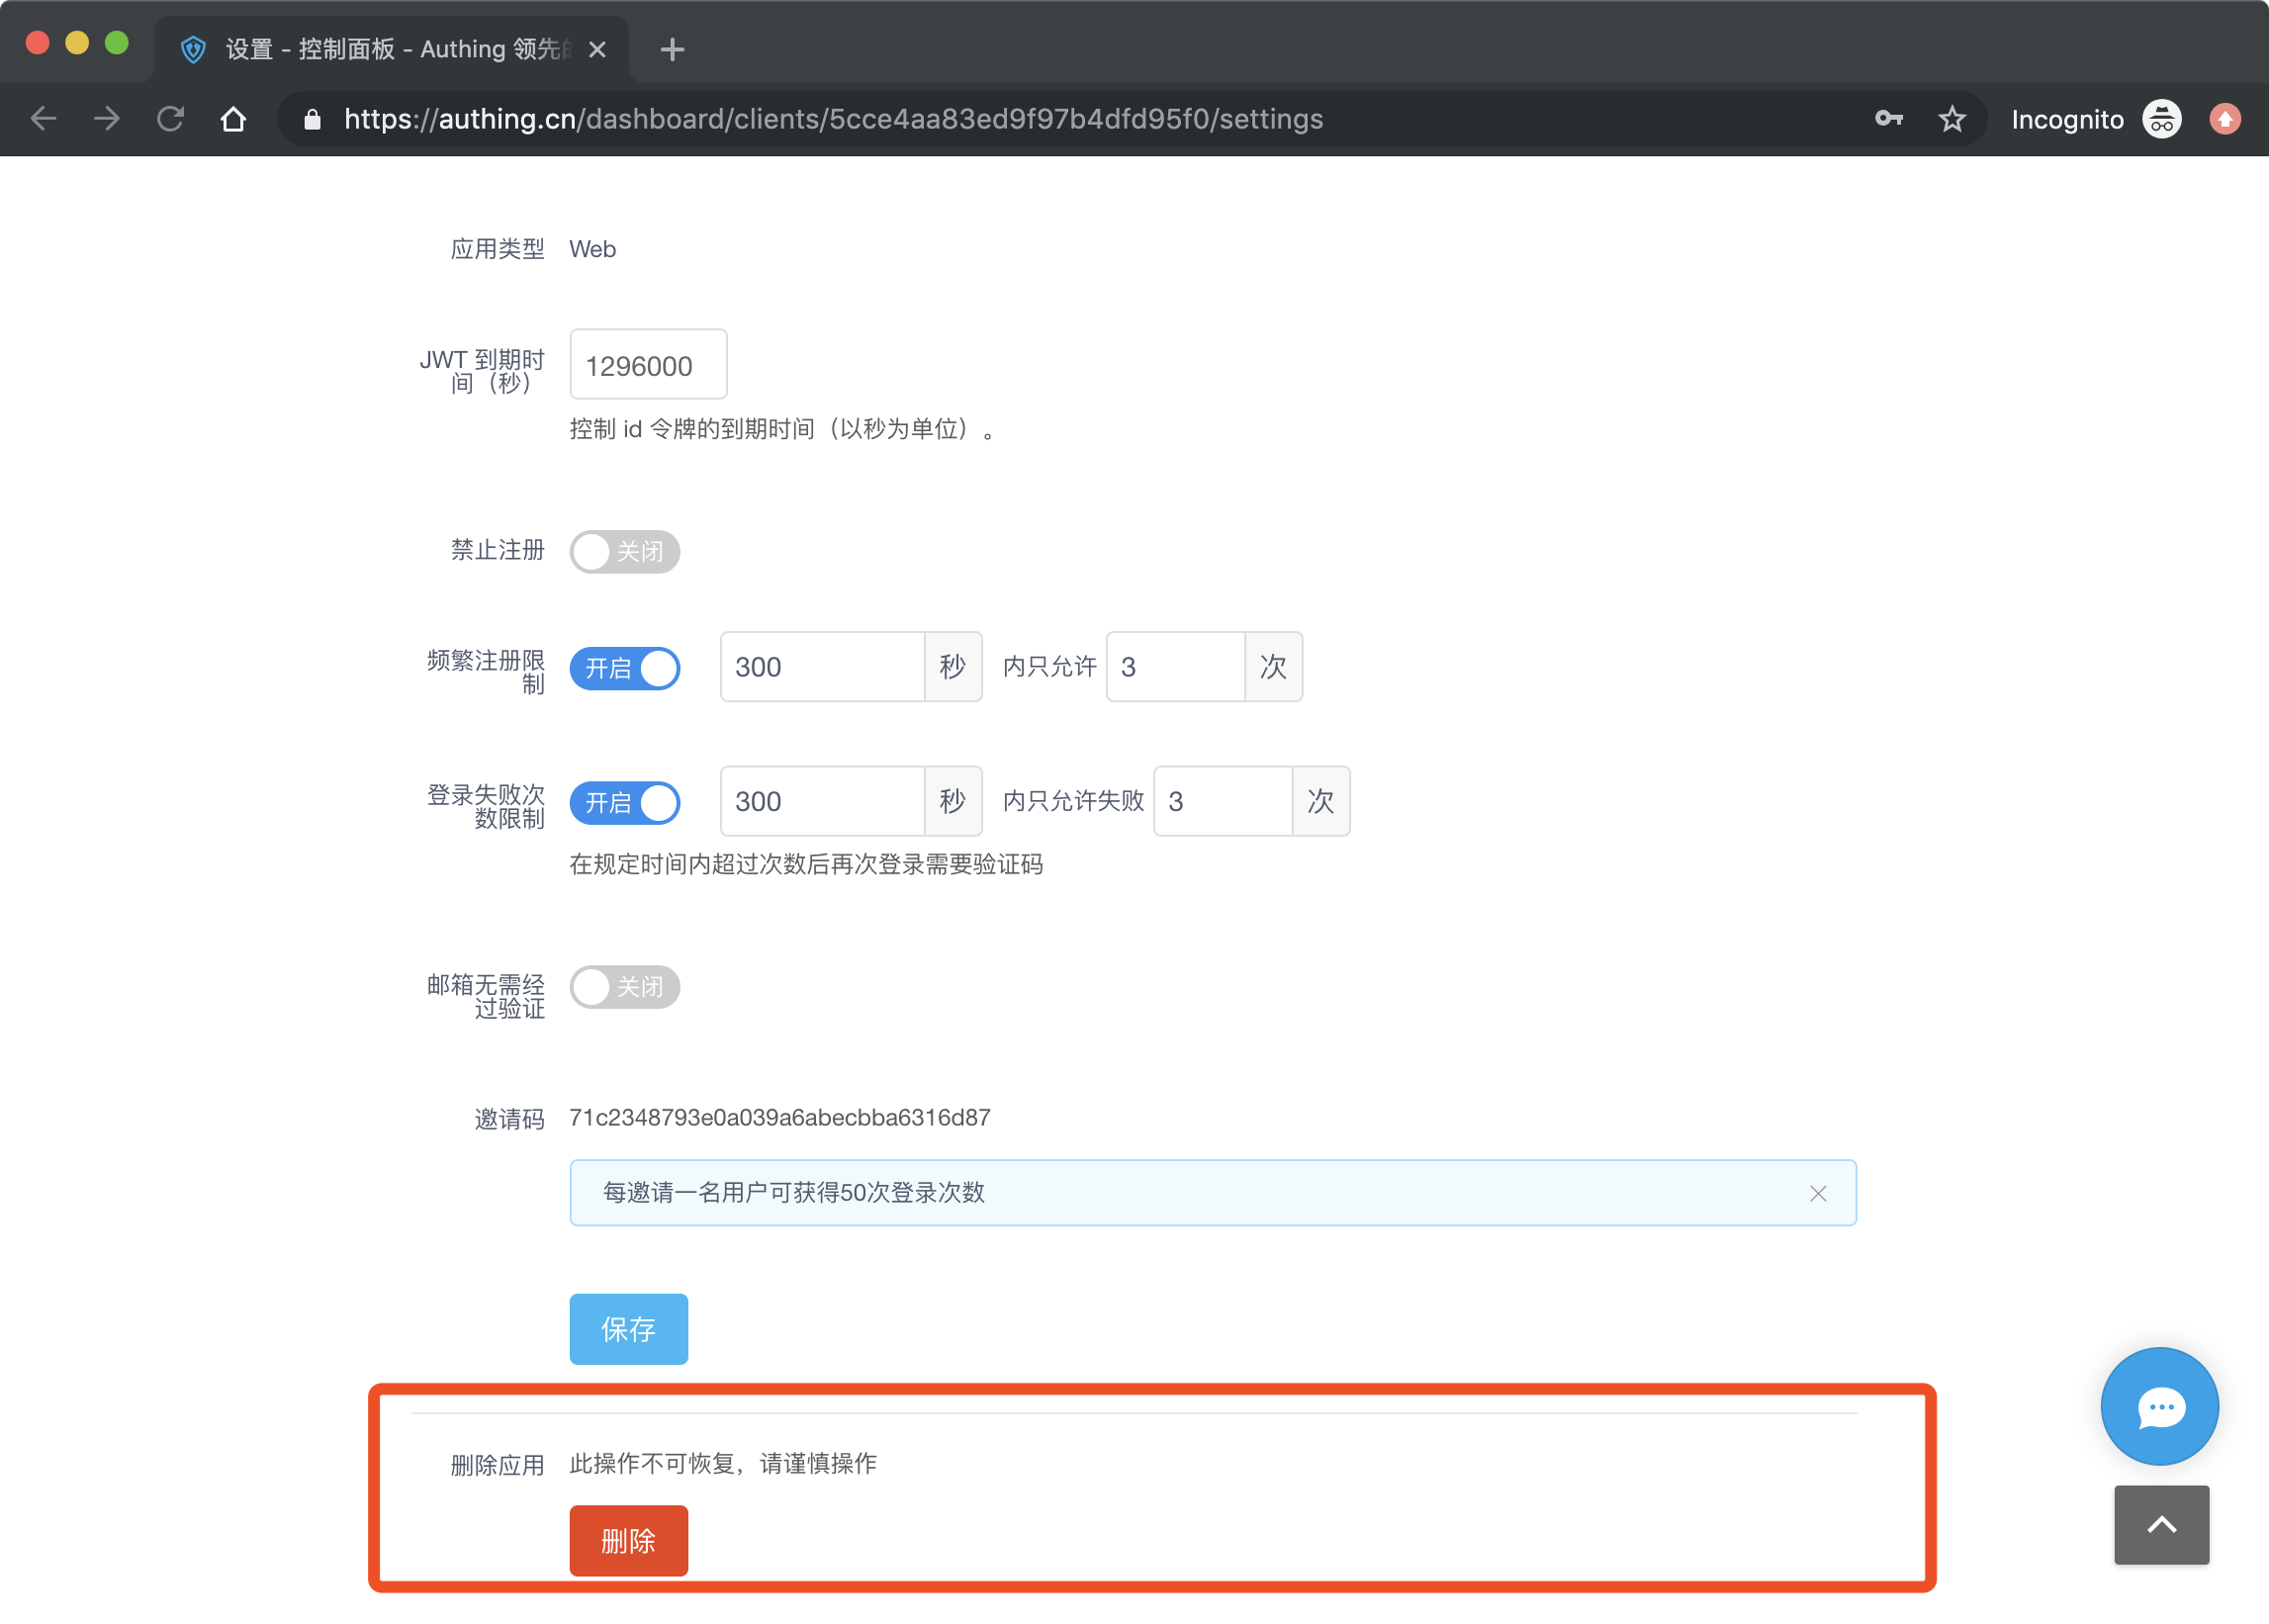 设置 - 控制面板 - Authing 领先
https://authing.cn/dashboard/clients/5cce4aa83ed9f97b4dfd95f0/settings
Incognito
应用类型 Web
JWT 到期时
间（秒）
1296000
控制 id 令牌的到期时间（以秒为单位）。
禁止注册 关闭
频繁注册限
制
开启 300 秒 内只允许 3 次
登录失败次
数限制
开启 300 秒 内只允许失败 3 次
在规定时间内超过次数后再次登录需要验证码
邮箱无需经
过验证
关闭
邀请码 71c2348793e0a039a6abecbba6316d87
每邀请一名用户可获得50次登录次数
保存
删除应用 此操作不可恢复，请谨慎操作
删除